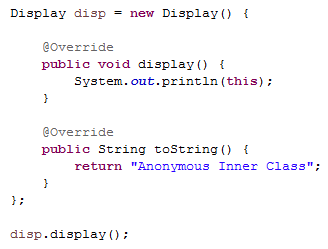 Display disp = new Display() {
@Override
public void display() {
System.out.println(this);
}
@Override
public String toString() {
return "Anonymous Inner Class";
}
};
disp.display();